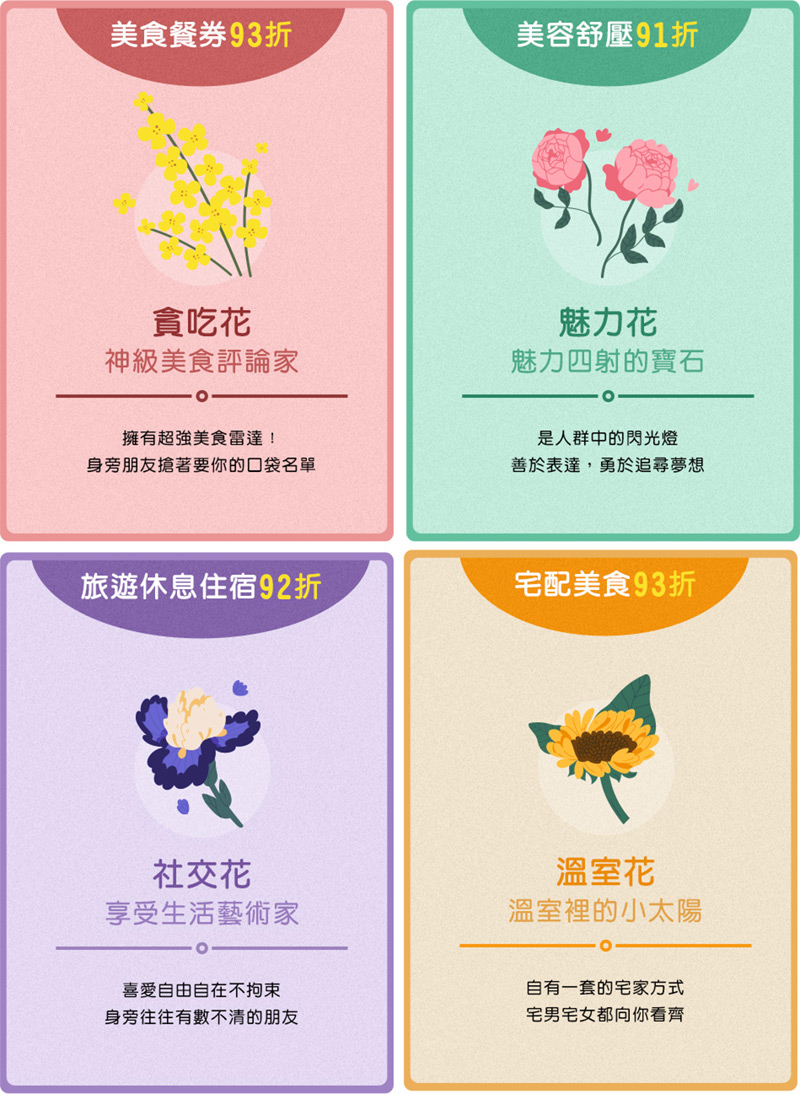 美食餐券93折
貪吃花
神級美食評論家
擁有超強美食雷達！
身旁朋友搶著要你的口袋名單
美容舒壓91折
魅力花
魅力四射的寶石
是人群中的閃光燈
善於表達，勇於追尋夢想
旅遊休息住宿92折
社交花
享受生活藝術家
喜愛自由自在不拘束
身旁往往有數不清的朋友
宅配美食93折
溫室花
溫室裡的小太陽
自有一套的宅家方式
宅男宅女都向你看齊